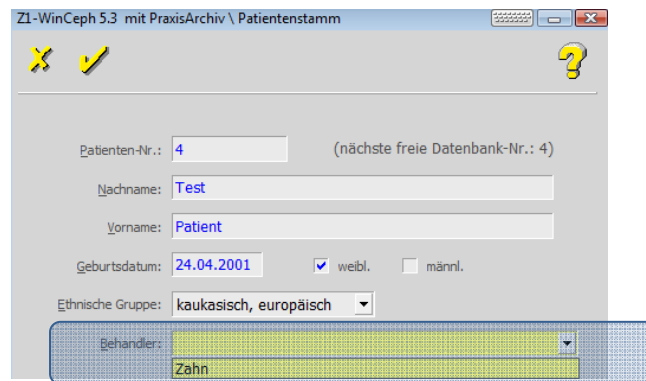 Z1-WinCeph 5.3 mit PraxisArchiv \ Patientenstamm
Patienten-Nr.: 4 (nächste freie Datenbank-Nr.: 4)
Nachname: Test
Vorname: Patient
Geburtsdatum: 24.04.2001 weibl. männl.
Ethnische Gruppe: kaukasisch, europäisch
Behandler:
Zahn